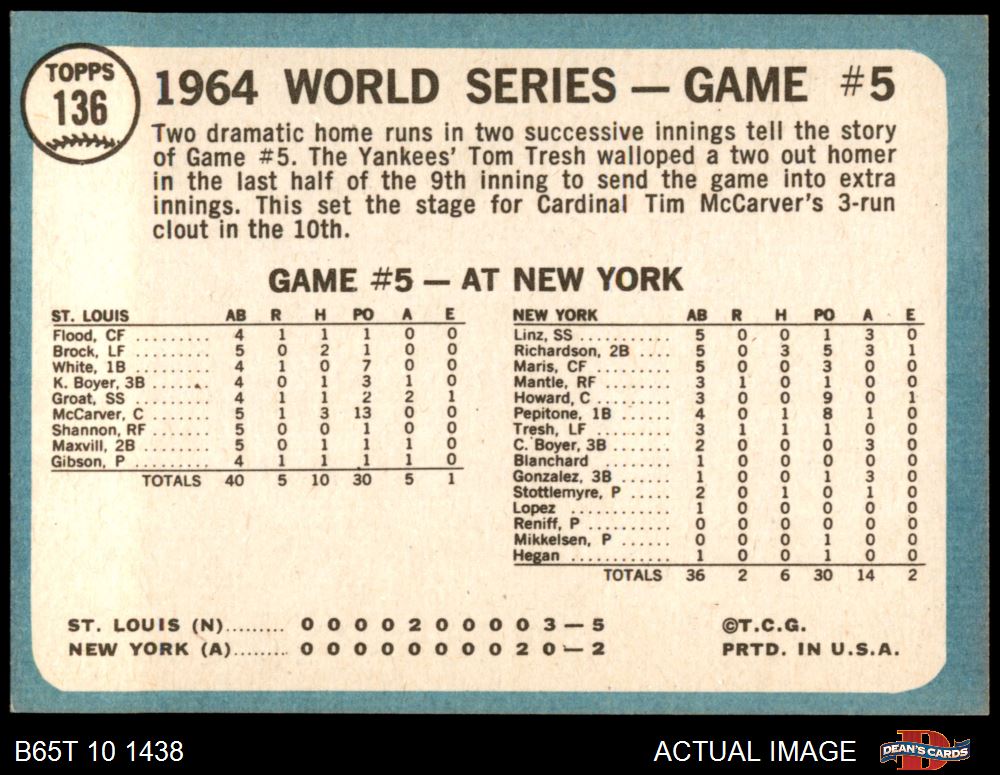 TOPPS
136
1964 WORLD SERIES — GAME #5
Two dramatic home runs in two successive innings tell the story
of Game #5. The Yankees' Tom Tresh walloped a two out homer
in the last half of the 9th inning to send the game into extra
innings. This set the stage for Cardinal Tim McCarver's 3-run
clout in the 10th.
GAME #5 — AT NEW YORK
ST. LOUIS AB R H PO A E
Flood, CF ......... 4 1 1 1 0 0
Brock, LF ......... 5 0 2 1 0 0
White, 1B ......... 4 1 0 7 0 0
K. Boyer, 3B ....... 4 0 1 3 1 0
Groat, SS ......... 4 1 1 2 2 1
McCarver, C ....... 5 1 3 13 0 0
Shannon, RF ....... 5 0 0 1 0 0
Maxvill, 2B ....... 5 0 1 1 1 0
Gibson, P ......... 4 1 1 1 1 0
TOTALS 40 5 10 30 5 1
NEW YORK AB R H PO A E
Linz, SS .......... 5 0 0 1 3 0
Richardson, 2B .... 5 0 3 5 3 1
Maris, CF ......... 5 0 0 3 0 0
Mantle, RF ........ 3 1 0 1 0 0
Howard, C ......... 3 0 0 9 0 1
Pepitone, 1B ...... 4 0 1 8 1 0
Tresh, LF ......... 3 1 1 1 0 0
C. Boyer, 3B ...... 2 0 0 0 3 0
Blanchard ......... 1 0 0 0 0 0
Gonzalez, 3B ...... 1 0 0 1 3 0
Stottlemyre, P ..... 2 0 1 0 1 0
Lopez ............ 1 0 0 0 0 0
Reniff, P .......... 0 0 0 0 0 0
Mikkelsen, P ...... 0 0 0 1 0 0
Hegan ............ 1 0 0 1 0 0
TOTALS 36 2 6 30 14 2
ST. LOUIS (N)......... 0 0 0 0 2 0 0 0 0 3 — 5
NEW YORK (A)........ 0 0 0 0 0 0 0 0 2 0 — 2
©T.C.G.
PRTD. IN U.S.A.
B65T 10 1438
ACTUAL IMAGE
DEAN'S CARDS